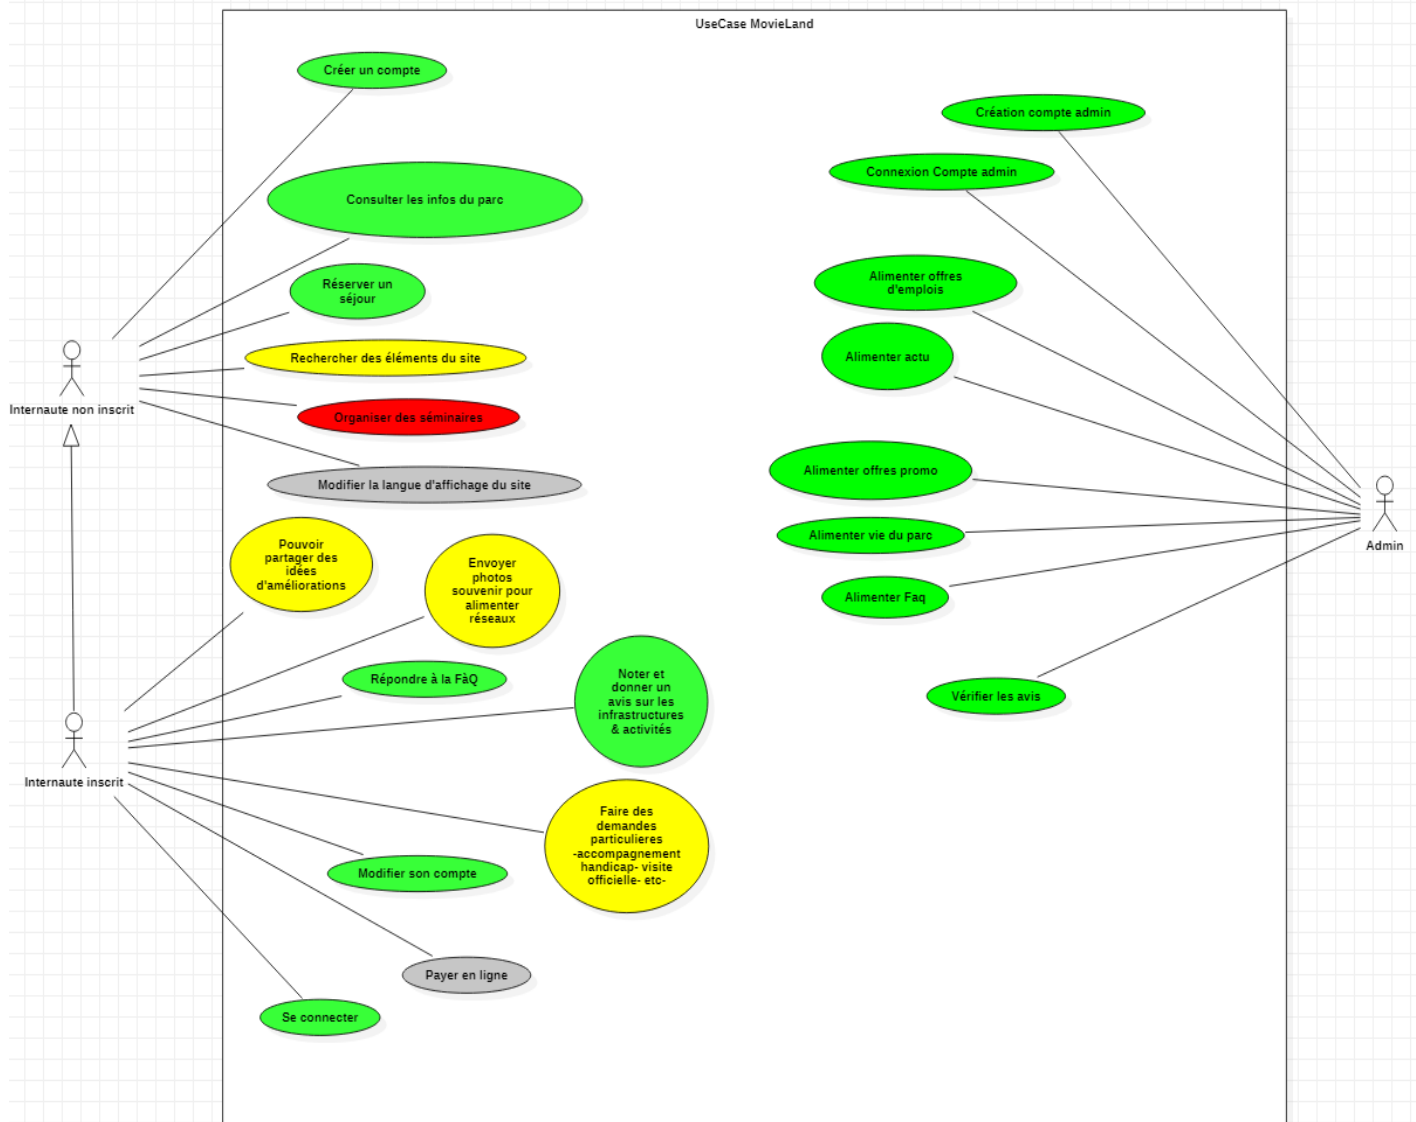 UseCase MovieLand
Créer un compte
Création compte admin
Connexion Compte admin
Consulter les infos du parc
Réserver un
séjour
Alimenter offres
d'emplois
Rechercher des éléments du site
Alimenter actu
Internaute non inscrit
Organiser des séminaires
Modifier la langue d'affichage du site
Alimenter offres promo
Alimenter vie du parc
Admin
Pouvoir
partager des
idées
d'améliorations
Envoyer
photos
souvenir pour
alimenter
réseaux
Alimenter Faq
Répondre à la FàQ
Noter et
donner un
avis sur les
infrastructures
& activités
Vérifier les avis
Internaute inscrit
Faire des
demandes
particulieres
-accompagnement
handicap- visite
officielle- etc-
Modifier son compte
Payer en ligne
Se connecter